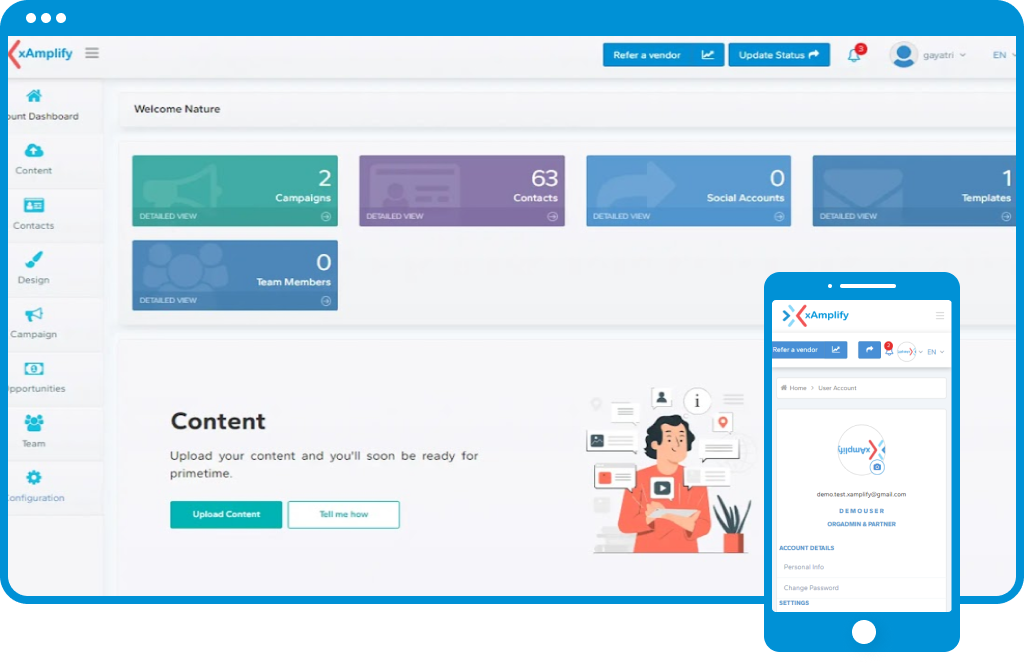 xAmplify
Refer a vendor
Update Status
3
gayatri
EN
ount Dashboard
Content
Contacts
Design
Campaign
pportunities
Team
onfiguration
Welcome Nature
2
Campaigns
DETAILED VIEW
63
Contacts
DETAILED VIEW
0
Social Accounts
DETAILED VIEW
1
Templates
DETAILED VIEW
0
Team Members
DETAILED VIEW
Content
Upload your content and you'll soon be ready for
primetime.
Upload Content
Tell me how
i
xAmplify
Refer a vendor
EN
Home > User Account
xAmplify
demo.test.xamplify@gmail.com
DEMOUSER
ORGADMIN & PARTNER
ACCOUNT DETAILS
Personal Info
Change Password
SETTINGS